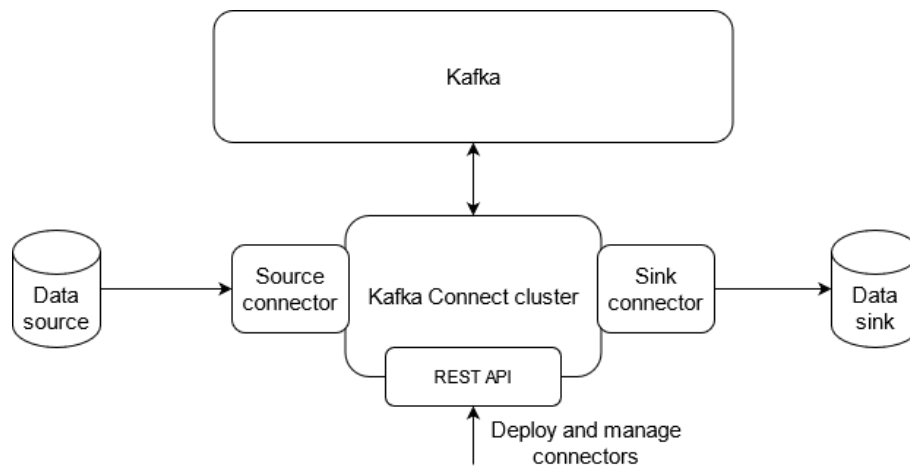 Kafka
Data
source
Source
connector
Kafka Connect cluster
Sink
connector
Data
sink
REST API
Deploy and manage
connectors